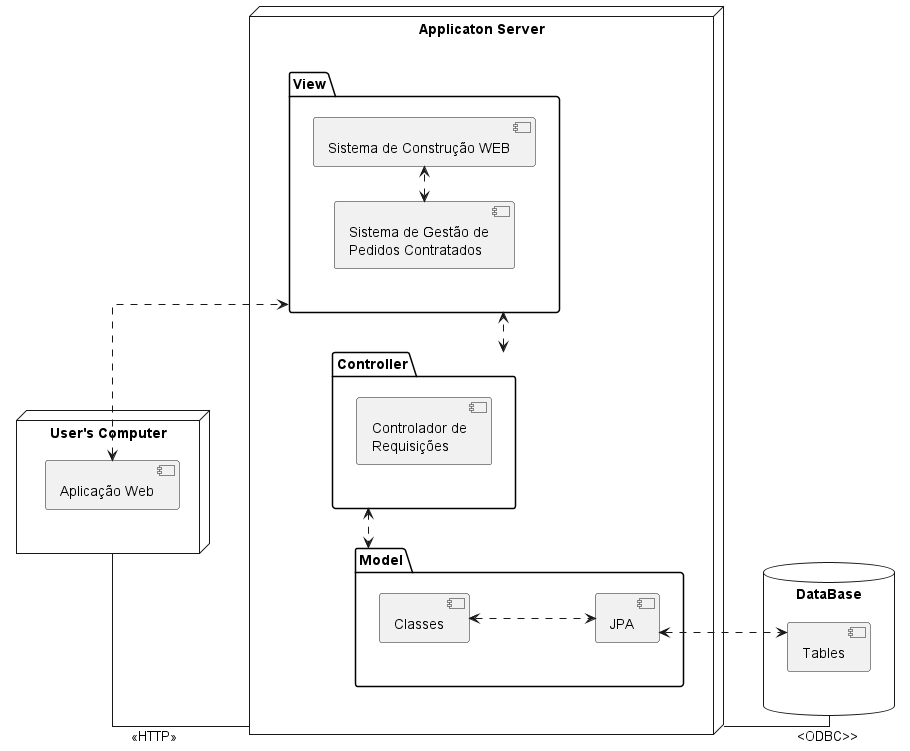 Applicaton Server
View
Sistema de Construção WEB
Sistema de Gestão de
Pedidos Contratados
Controller
Controlador de
Requisições
User's Computer
Aplicação Web
Model
Classes
JPA
DataBase
Tables
«HTTP»
<ODBC>>